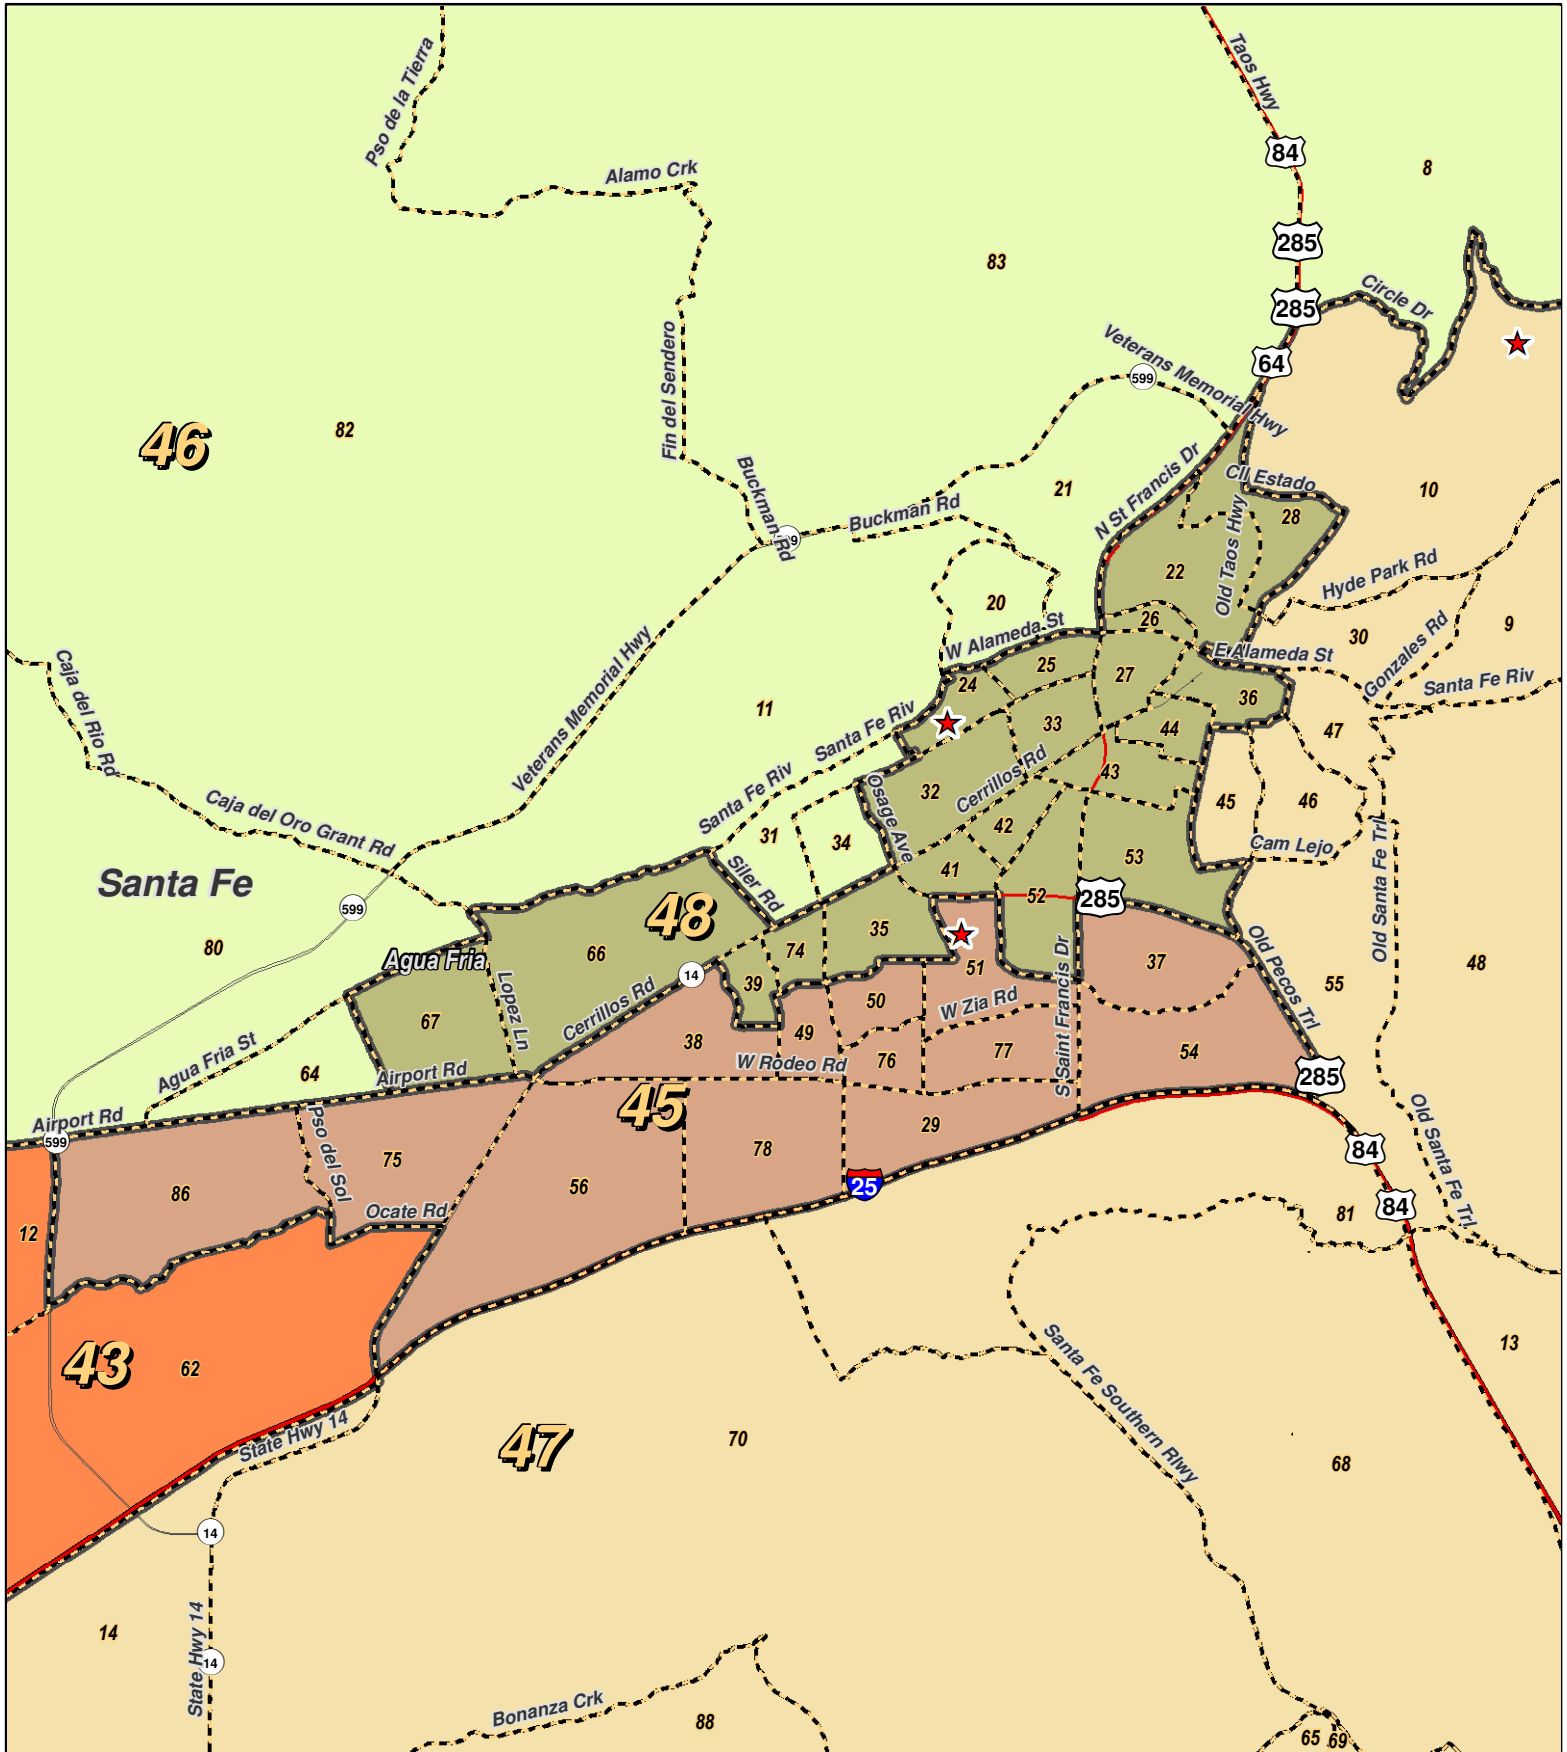 Pso de la Tierra
Taos Hwy
84
8
Alamo Crk
285
83
285
Circle Dr
Fin del Sendero
Veterans Memorial Hwy
64
599
46
82
N St Francis Dr
Cll Estado
Buckman Rd
21
10
Buckman Rd
28
Old Taos Hwy
22
Hyde Park Rd
20
26
W Alameda St
30
9
Gonzales Rd
E Alameda St
Caja del Rio Rd
Veterans Memorial Hwy
25
27
24
36
Santa Fe Riv
11
Santa Fe Riv
33
44
47
43
Cerrillos Rd
Santa Fe Riv
32
Osage Ave
45
46
Caja del Oro Grant Rd
31
34
42
Cam Lejo
53
Old Santa Fe Trl
41
Siler Rd
Santa Fe
599
48
52
285
35
51
80
66
74
Agua Fria
37
48
Old Pecos Trl
55
14
39
50
W Zia Rd
S Saint Francis Dr
Lopez Ln
Cerrillos Rd
67
49
38
77
54
Agua Fria St
64
Airport Rd
W Rodeo Rd
76
285
45
Airport Rd
599
29
Old Santa Fe Trl
78
84
75
Pso del Sol
86
56
25
84
Ocate Rd
81
12
13
43
62
Santa Fe Southern Rlwy
State Hwy 14
47
70
68
14
14
State Hwy 14
14
Bonanza Crk
88
65
69